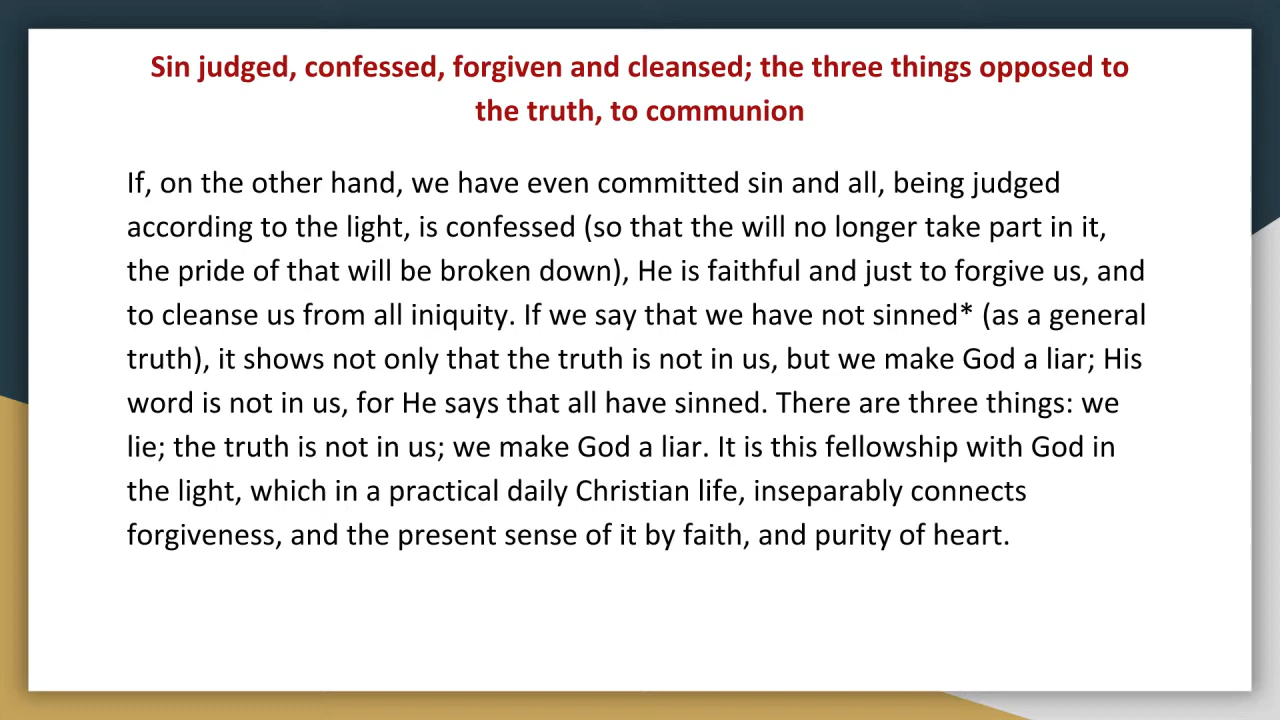 Sin judged, confessed, forgiven and cleansed; the three things opposed to
the truth, to communion
If, on the other hand, we have even committed sin and all, being judged
according to the light, is confessed (so that the will no longer take part in it,
the pride of that will be broken down), He is faithful and just to forgive us, and
to cleanse us from all iniquity. If we say that we have not sinned* (as a general
truth), it shows not only that the truth is not in us, but we make God a liar; His
word is not in us, for He says that all have sinned. There are three things: we
lie; the truth is not in us; we make God a liar. It is this fellowship with God in
the light, which in a practical daily Christian life, inseparably connects
forgiveness, and the present sense of it by faith, and purity of heart.